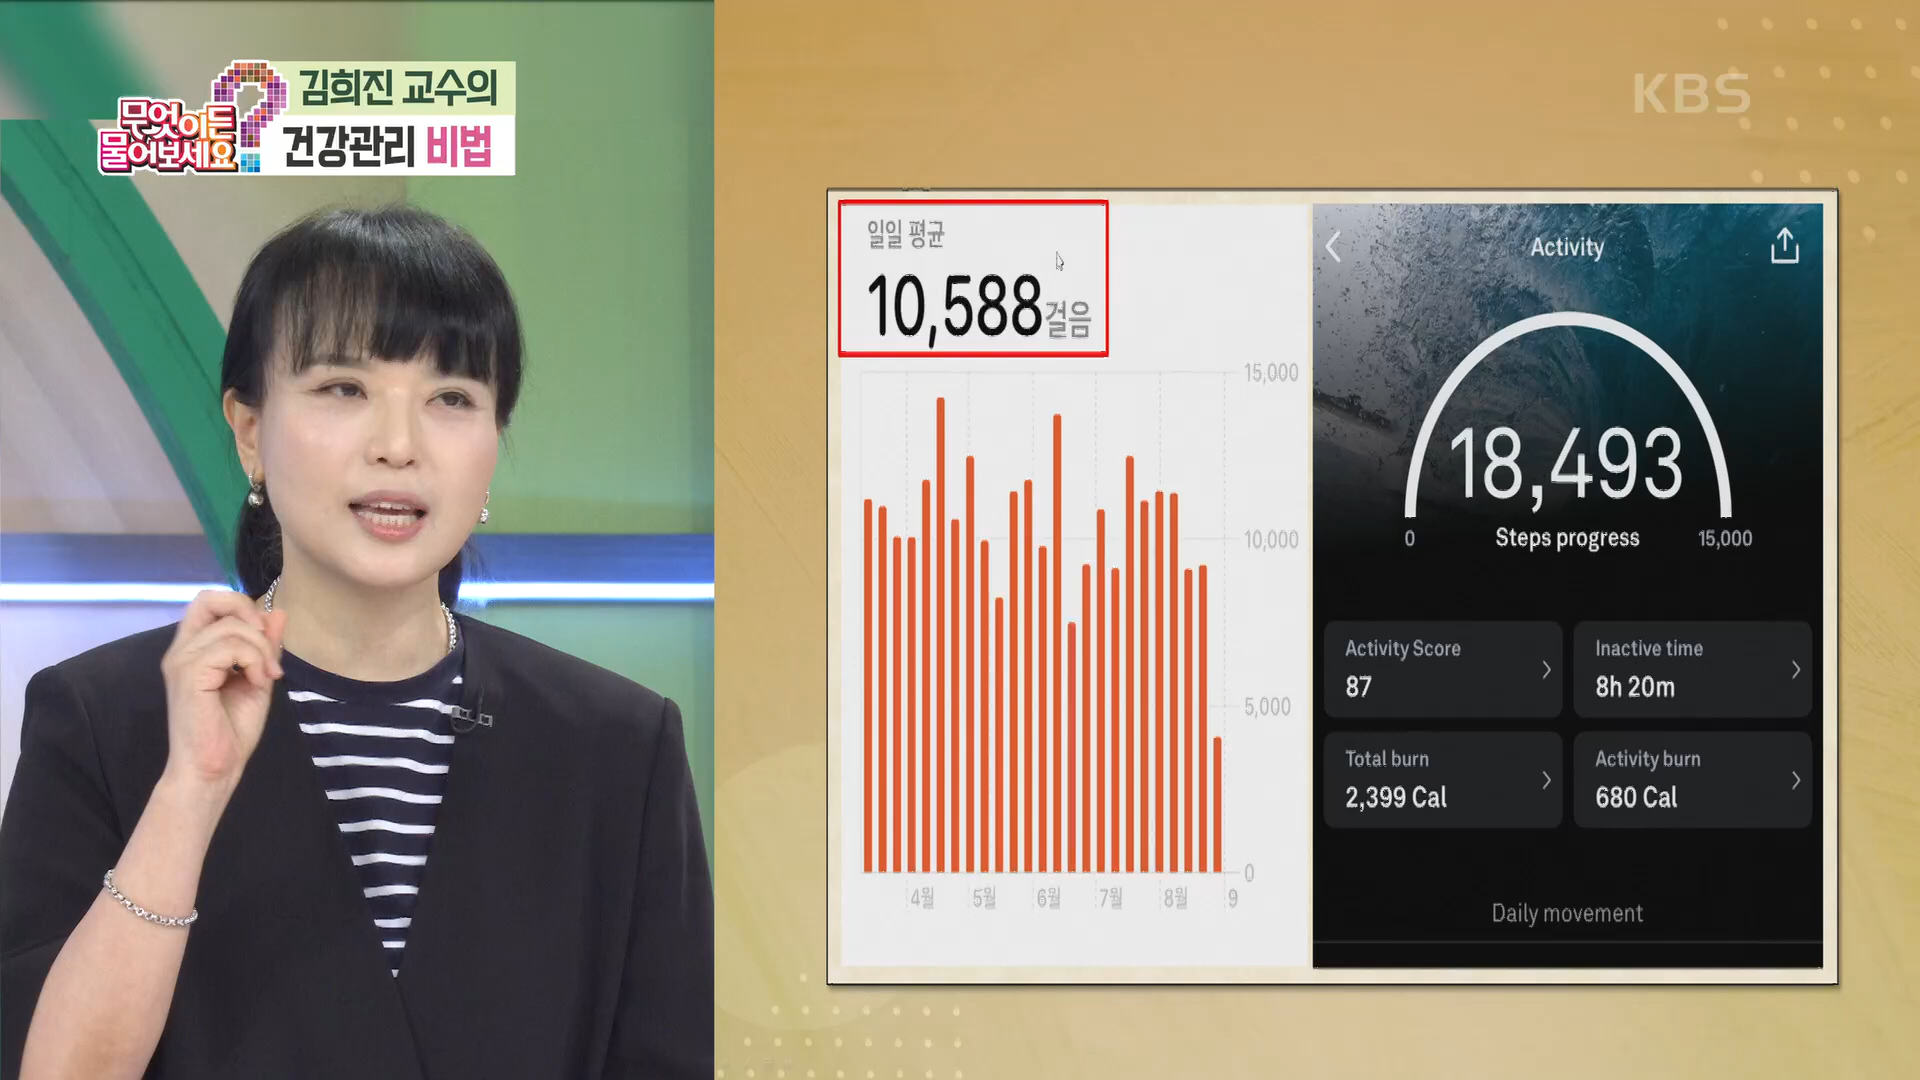 무엇이든
물어보세요
김희진 교수의
건강관리 비법
KBS
일일 평균
10,588걸음
15,000
10,000
5,000
0
4월 5월 6월 7월 8월 9
Activity
18,493
0 Steps progress 15,000
Activity Score
87
Inactive time
8h 20m
Total burn
2,399 Cal
Activity burn
680 Cal
Daily movement